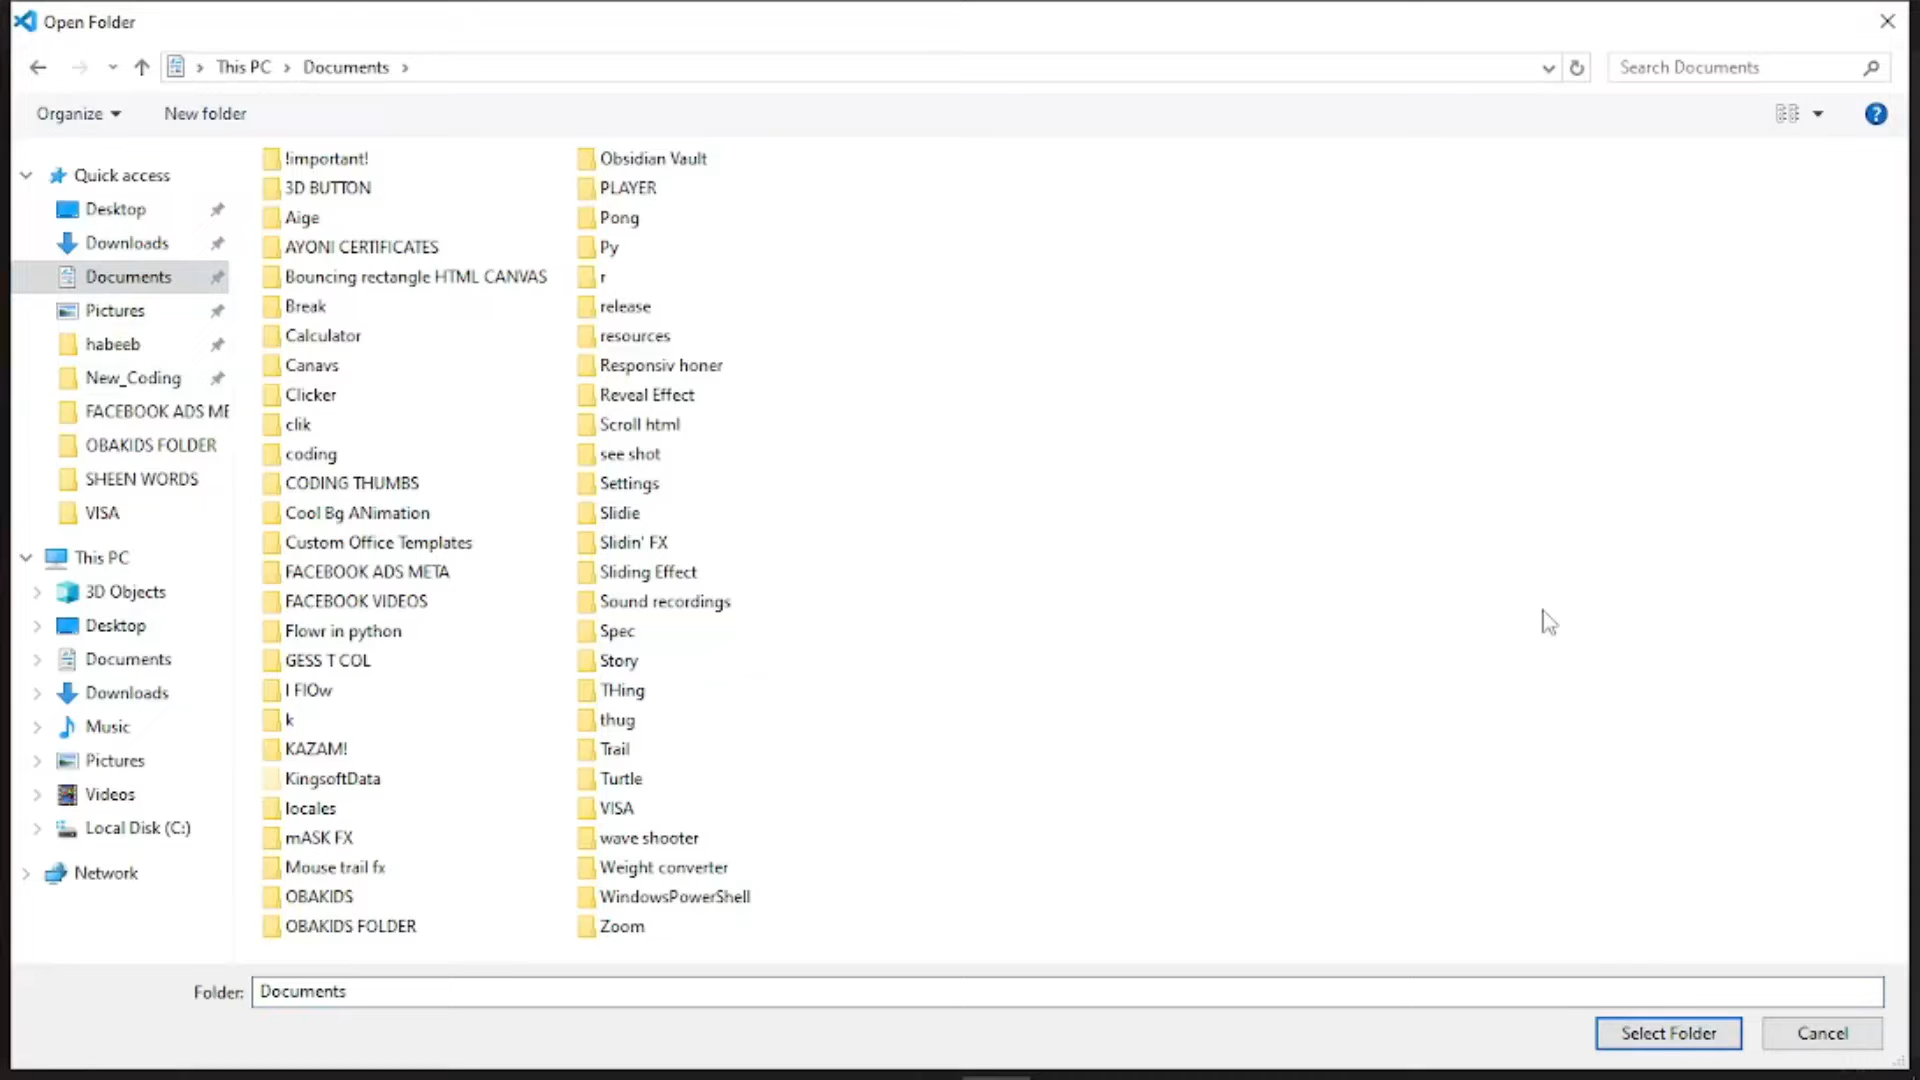 Open Folder
This PC > Documents >
Search Documents
Organize
New folder
?
Quick access
Desktop
Downloads
Documents
Pictures
habeeb
New_Coding
FACEBOOK ADS ME
OBAKIDS FOLDER
SHEEN WORDS
VISA
This PC
3D Objects
Desktop
Documents
Downloads
Music
Pictures
Videos
Local Disk (C:)
Network
!important!
3D BUTTON
Aige
AYONI CERTIFICATES
Bouncing rectangle HTML CANVAS
Break
Calculator
Canavs
Clicker
clik
coding
CODING THUMBS
Cool Bg ANimation
Custom Office Templates
FACEBOOK ADS META
FACEBOOK VIDEOS
Flowr in python
GESS T COL
I FlOw
k
KAZAM!
KingsoftData
locales
mASK FX
Mouse trail fx
OBAKIDS
OBAKIDS FOLDER
Obsidian Vault
PLAYER
Pong
Py
r
release
resources
Responsiv honer
Reveal Effect
Scroll html
see shot
Settings
Slidie
Slidin' FX
Sliding Effect
Sound recordings
Spec
Story
THing
thug
Trail
Turtle
VISA
wave shooter
Weight converter
WindowsPowerShell
Zoom
Folder: Documents
Select Folder
Cancel